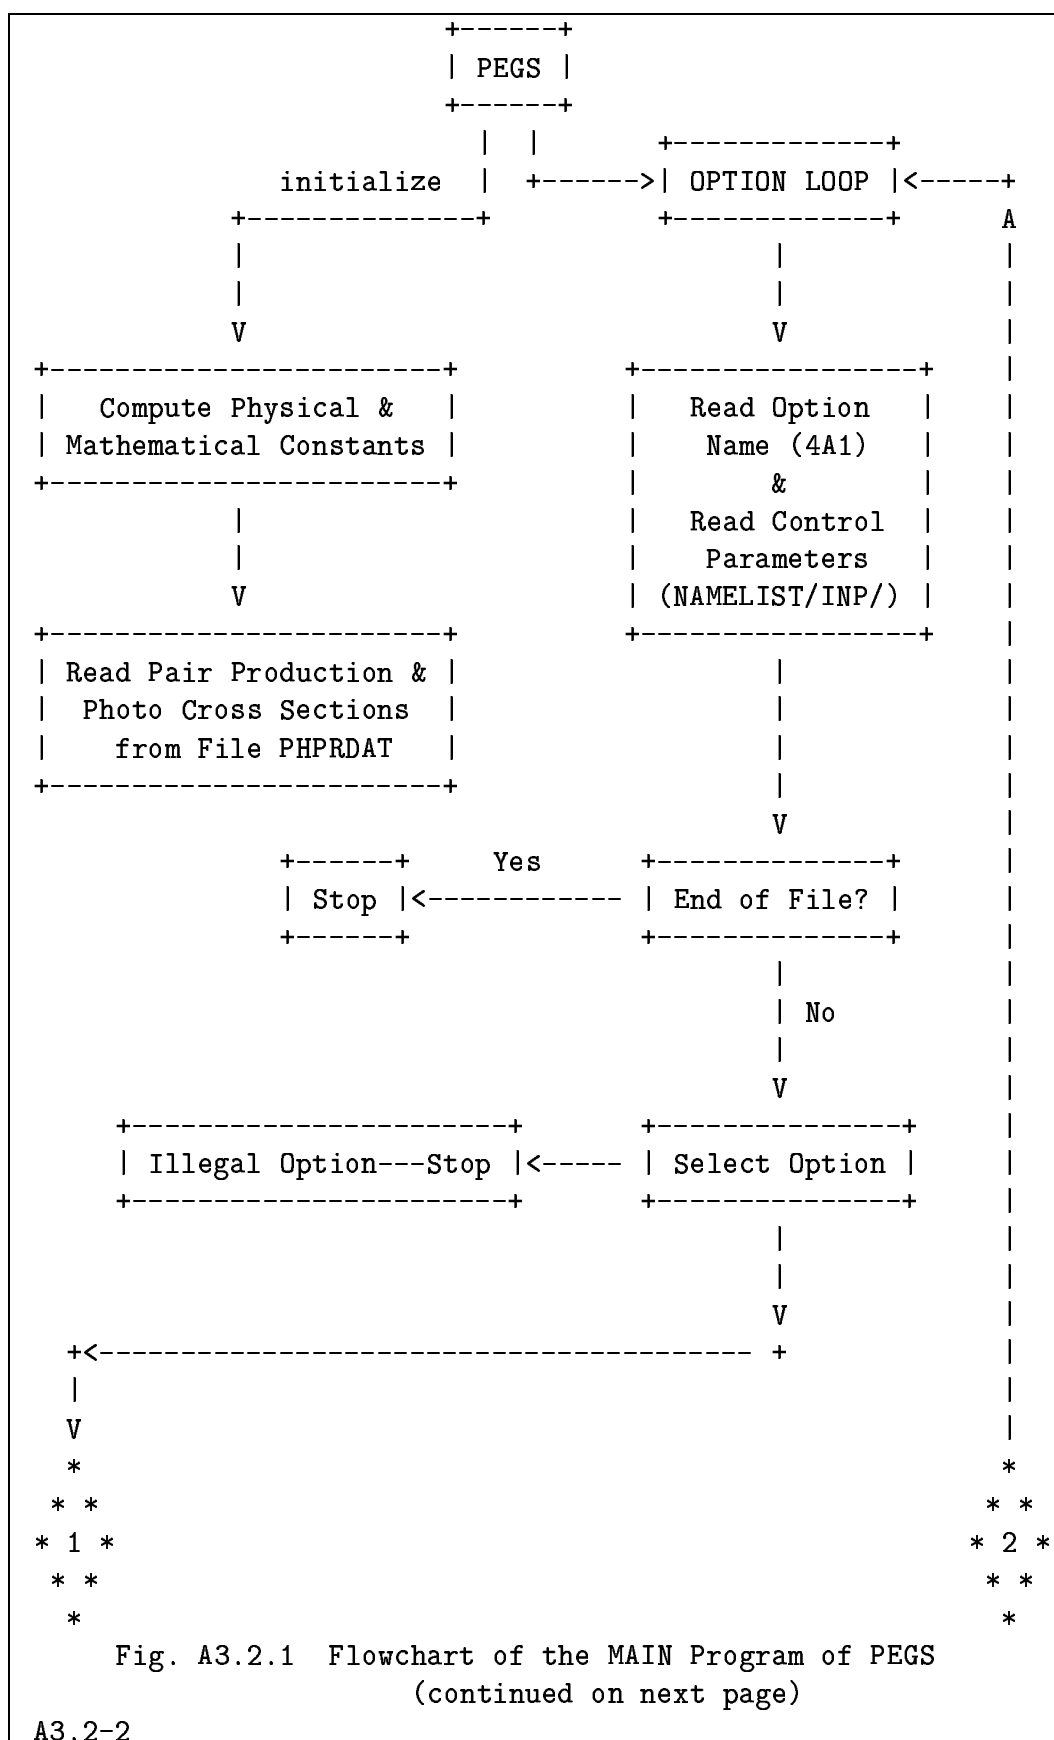 PEGS
initialize
OPTION LOOP
A
V
V
Compute Physical &
Mathematical Constants
Read Option
Name (4A1)
&
Read Control
Parameters
(NAMELIST/INP/)
V
Read Pair Production &
Photo Cross Sections
from File PHPRDAT
V
Yes
Stop
End of File?
No
V
Illegal Option---Stop
Select Option
V
V
1
2
Fig. A3.2.1 Flowchart of the MAIN Program of PEGS
(continued on next page)
A3.2-2